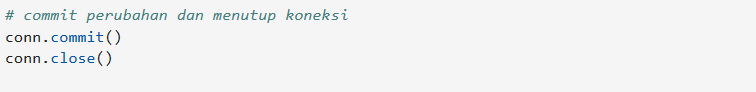 # commit perubahan dan menutup koneksi
conn.commit()
conn.close()